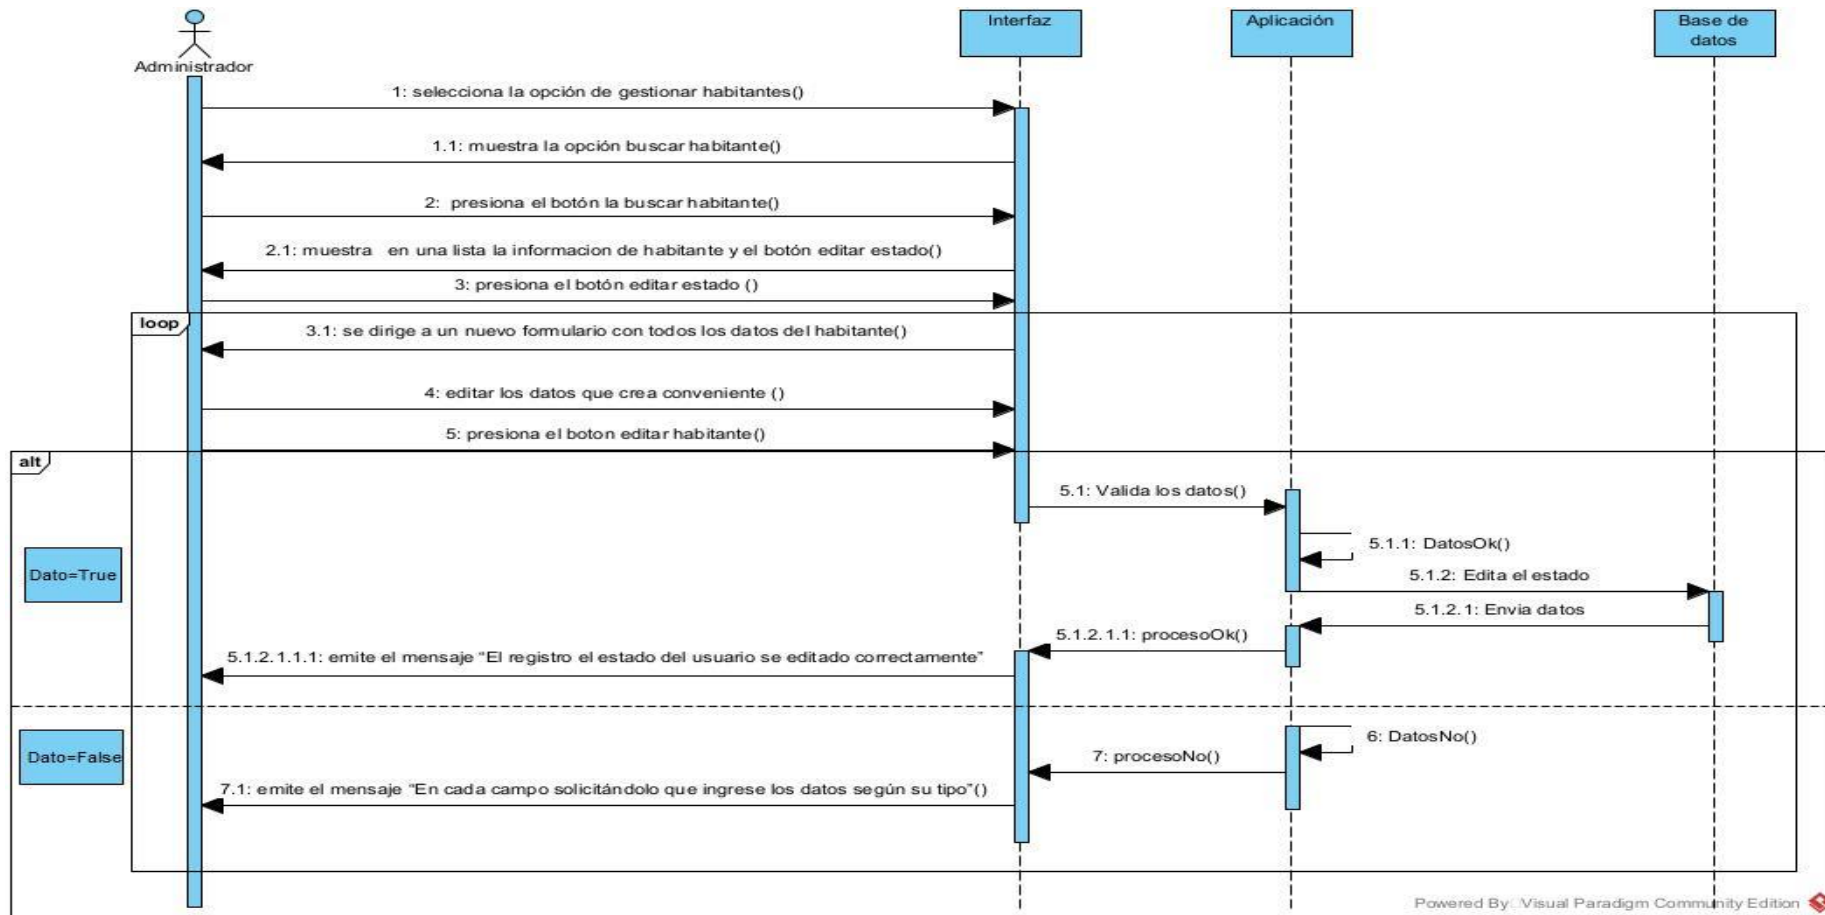 Administrador
Interfaz
Aplicación
Base de
datos
1: selecciona la opción de gestionar habitantes()
1.1: muestra la opción buscar habitante()
2:  presiona el botón la buscar habitante()
2.1: muestra   en una lista la informacion de habitante y el botón editar estado()
3: presiona el botón editar estado ()
loop
3.1: se dirige a un nuevo formulario con todos los datos del habitante()
4: editar los datos que crea conveniente ()
5: presiona el boton editar habitante()
alt
5.1: Valida los datos()
5.1.1: DatosOk()
Dato=True
5.1.2: Edita el estado
5.1.2.1: Envia datos
5.1.2.1.1: procesoOk()
5.1.2.1.1.1: emite el mensaje “El registro el estado del usuario se editado correctamente”
6: DatosNo()
Dato=False
7: procesoNo()
7.1: emite el mensaje “En cada campo solicitándolo que ingrese los datos según su tipo”()
Powered By Visual Paradigm Community Edition